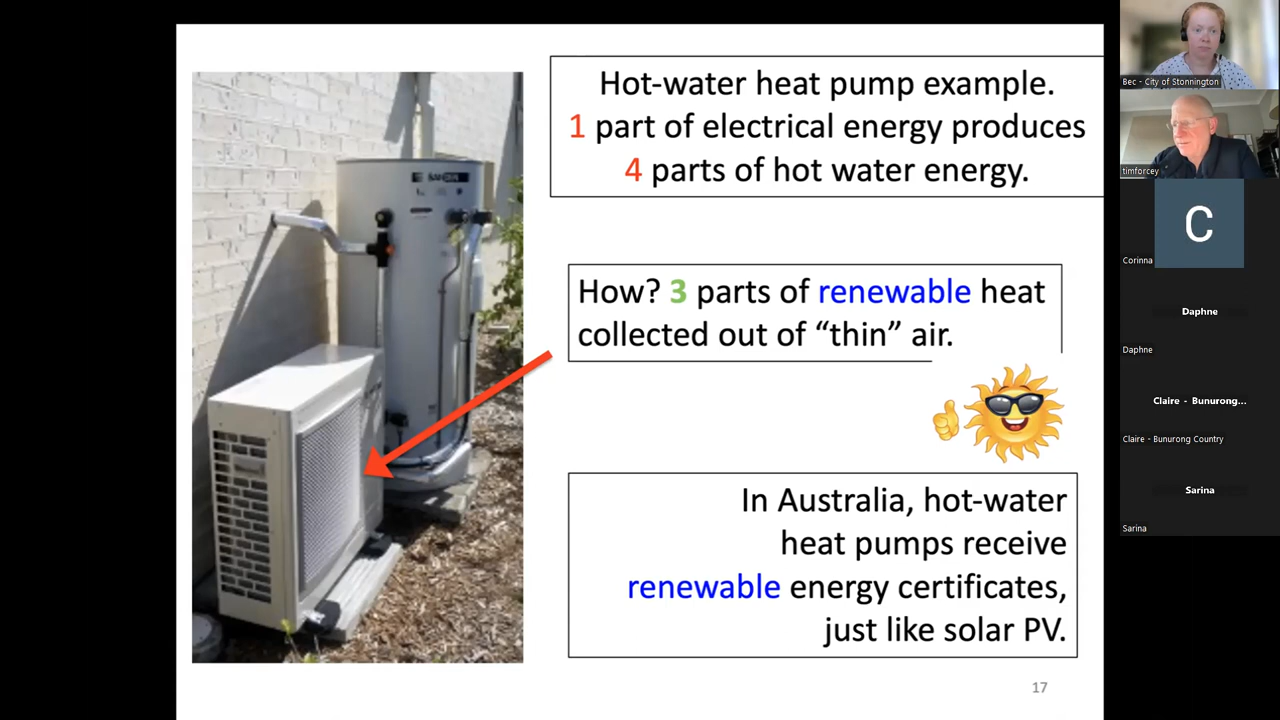 Hot-water heat pump example.
1 part of electrical energy produces
4 parts of hot water energy.
How? 3 parts of renewable heat
collected out of “thin” air.
In Australia, hot-water
heat pumps receive
renewable energy certificates,
just like solar PV.
17
Bec - City of Stonnington
timforcey
C
Corinna
Daphne
Daphne
Claire - Bunurong...
Claire - Bunurong Country
Sarina
Sarina